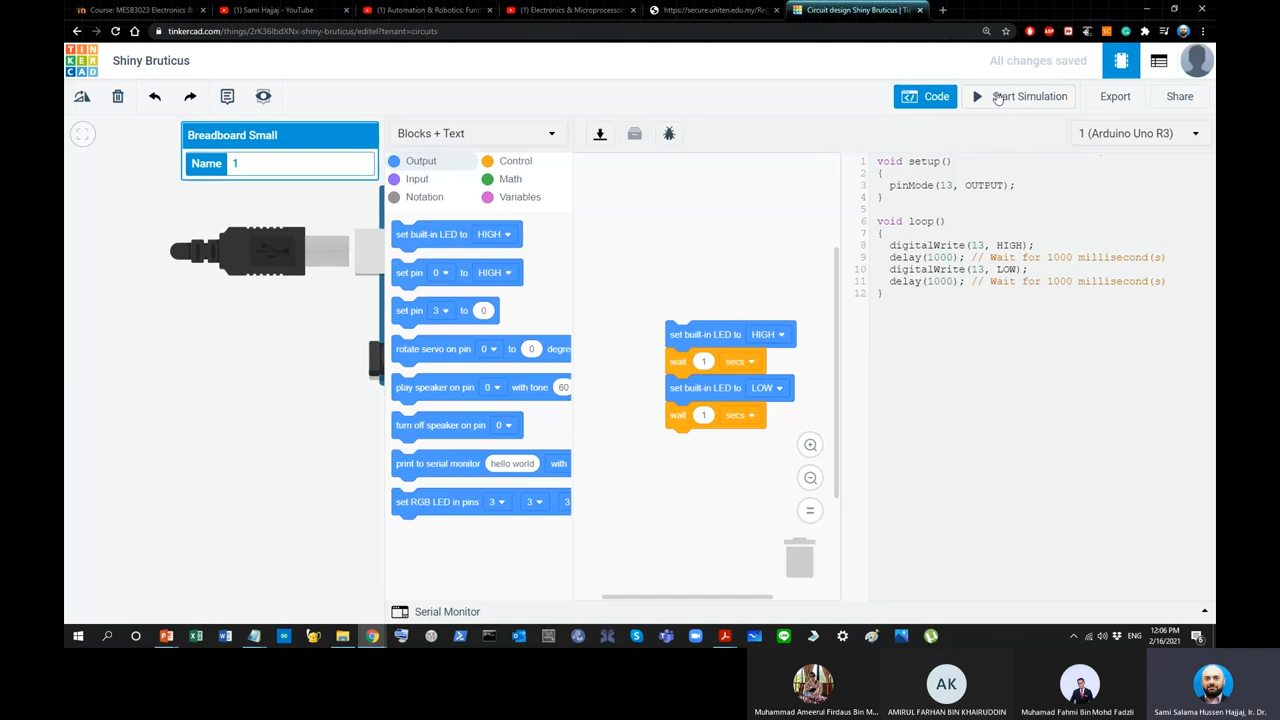 Course: MESB3023 Electronics &
(1) Sami Hajjaj - YouTube
(1) Automation & Robotics: Fun
(1) Electronics & Microprocesso
https://secure.uniten.edu.my/Re
Circuit design Shiny Bruticus | Ti
tinkercad.com/things/2rK36lbdXNx-shiny-bruticus/editel?tenant=circuits
TIN
KER
CAD
Shiny Bruticus
All changes saved
Code
Start Simulation
Export
Share
Breadboard Small
Name 1
Blocks + Text
1 (Arduino Uno R3)
Output
Control
Input
Math
Notation
Variables
set built-in LED to HIGH
set pin 0 to HIGH
set pin 3 to 0
rotate servo on pin 0 to 0 degre
play speaker on pin 0 with tone 60
turn off speaker on pin 0
print to serial monitor hello world with
set RGB LED in pins 3 3 3
set built-in LED to HIGH
wait 1 secs
set built-in LED to LOW
wait 1 secs
1 void setup()
2 {
3 pinMode(13, OUTPUT);
4 }
5
6 void loop()
7 {
8 digitalWrite(13, HIGH);
9 delay(1000); // Wait for 1000 millisecond(s)
10 digitalWrite(13, LOW);
11 delay(1000); // Wait for 1000 millisecond(s)
12 }
Serial Monitor
ENG
12:06 PM
2/16/2021
AK
Muhammad Ameerul Firdaus Bin M...
AMIRUL FARHAN BIN KHAIRUDDIN
Muhamad Fahmi Bin Mohd Fadzli
Sami Salama Hussen Hajjaj, Ir. Dr.